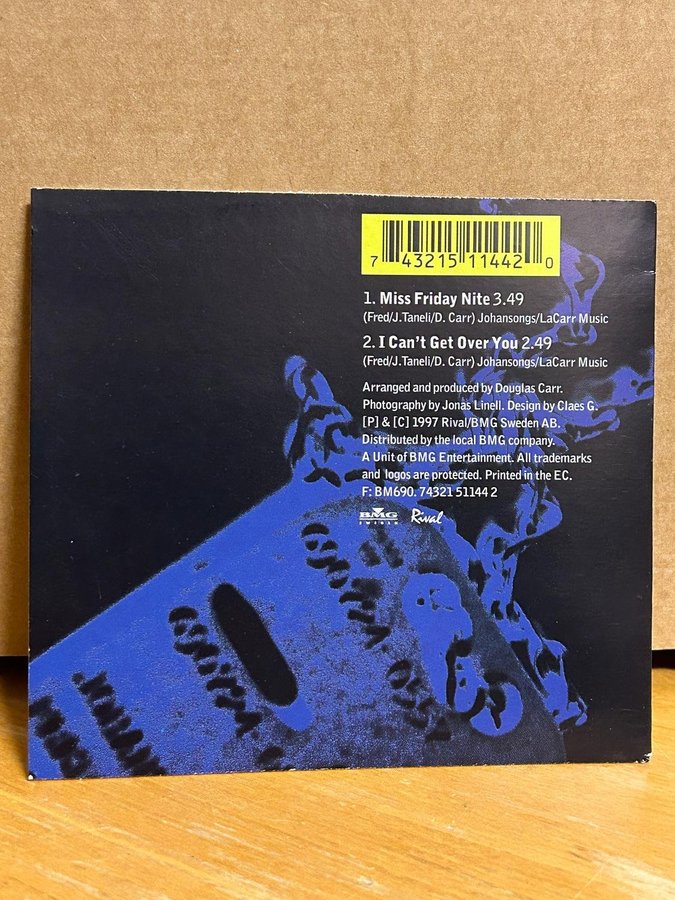 7 43215 11442 0
1. Miss Friday Nite 3.49
(Fred/J.Taneli/D. Carr) Johansongs/LaCarr Music
2. I Can't Get Over You 2.49
(Fred/J.Taneli/D. Carr) Johansongs/LaCarr Music
Arranged and produced by Douglas Carr.
Photography by Jonas Linell. Design by Claes G.
[P] & [C] 1997 Rival/BMG Sweden AB.
Distributed by the local BMG company.
A Unit of BMG Entertainment. All trademarks
and logos are protected. Printed in the EC.
F: BM690. 74321 51144 2
BMG Rival
SWEDEN